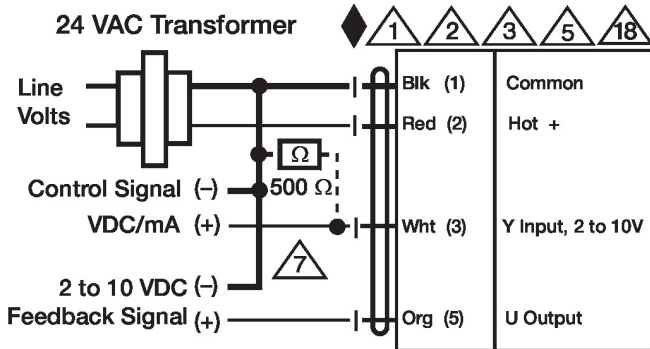 24 VAC Transformer
1 2 3 5 18
Line
Volts
Blk (1) Common
Red (2) Hot +
Ω
500 Ω
Control Signal (–)
VDC/mA (+)
Wht (3) Y Input, 2 to 10V
7
2 to 10 VDC (–)
Feedback Signal (+)
Org (5) U Output